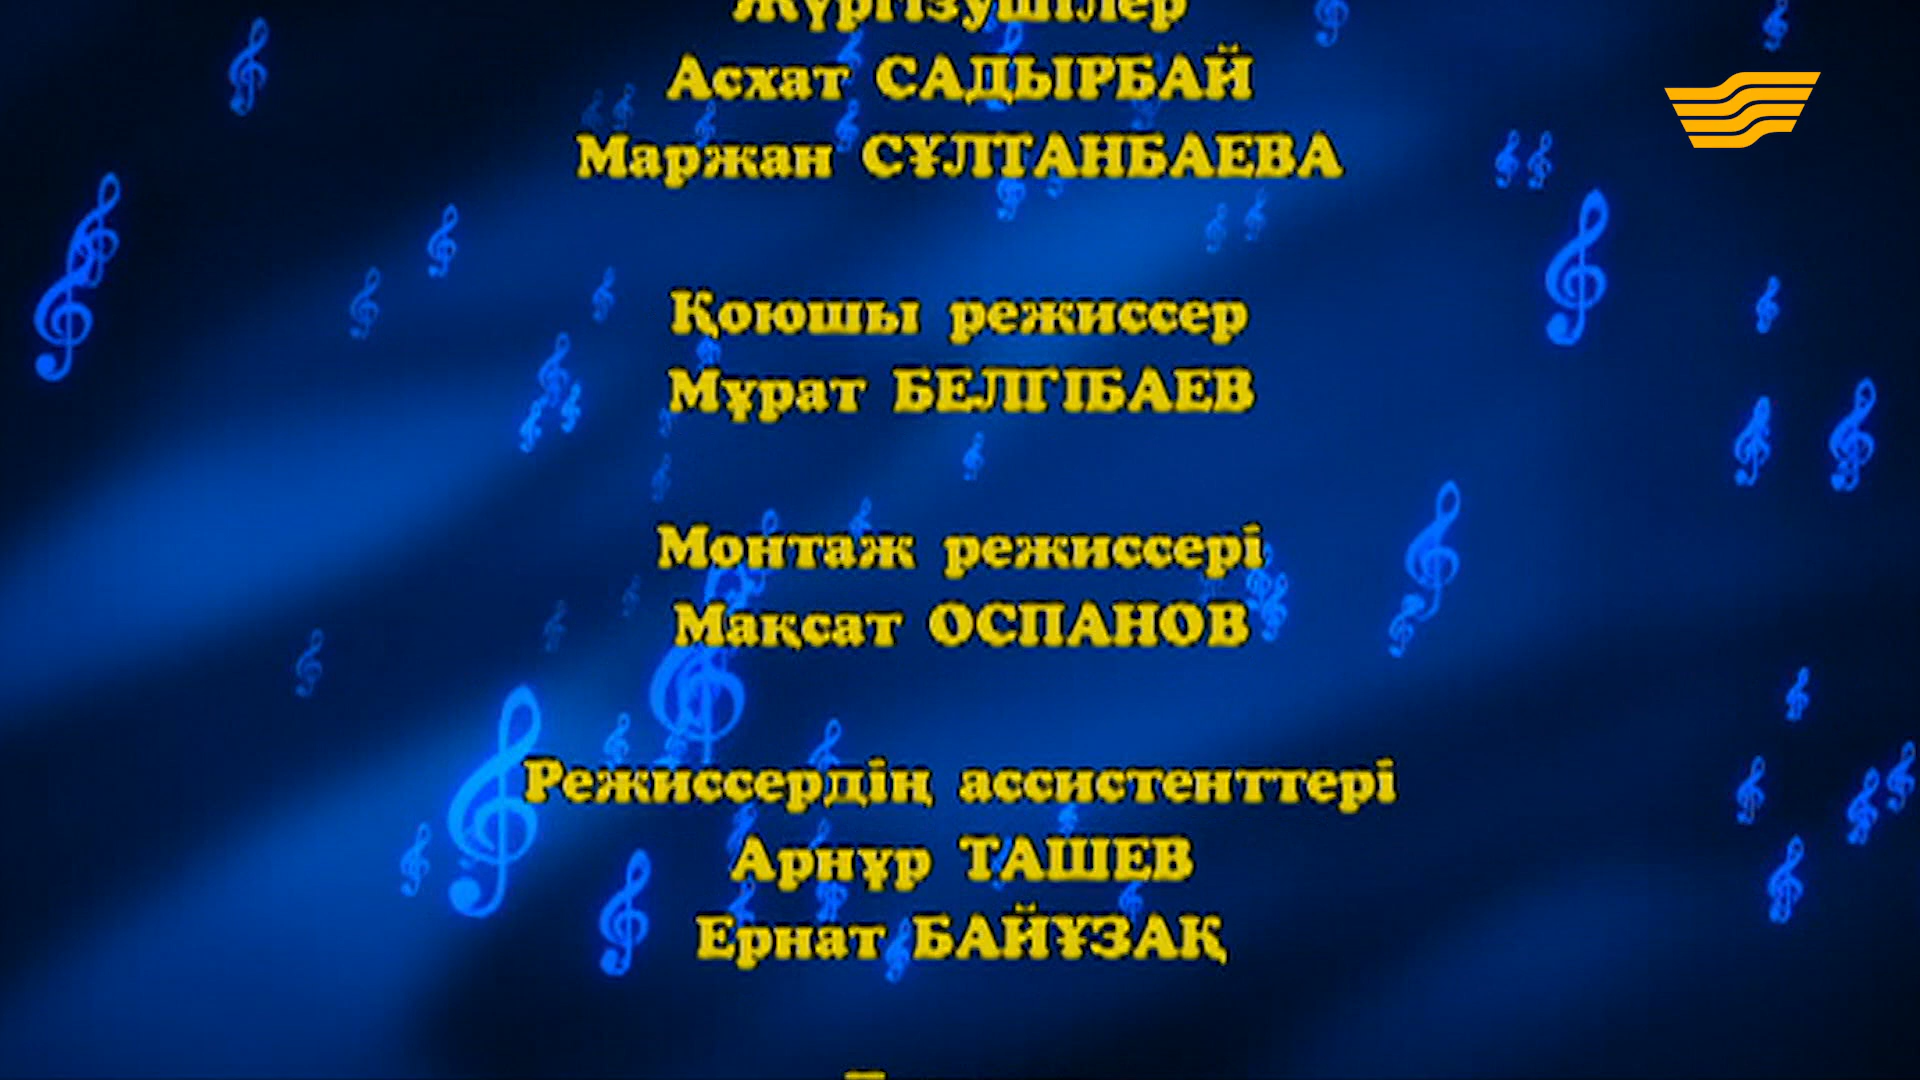 Жүргізушілер
Асхат САДЫРБАЙ
Маржан СҰЛТАНБАЕВА
Қоюшы режиссер
Мұрат БЕЛГІБАЕВ
Монтаж режиссері
Мақсат ОСПАНОВ
Режиссердің ассистенттері
Арнұр ТАШЕВ
Ернат БАЙҰЗАҚ